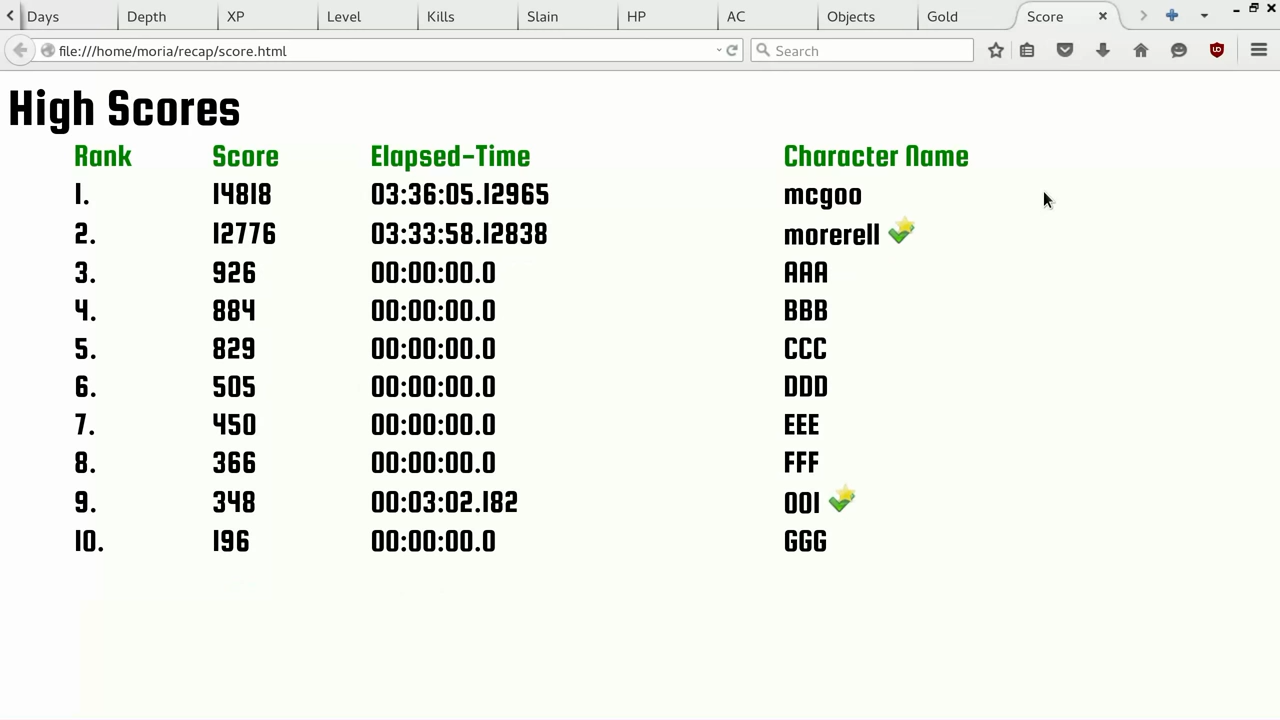 Days Depth XP Level Kills Slain HP AC Objects Gold Score
file:///home/moria/recap/score.html Search
High Scores
Rank Score Elapsed-Time Character Name
1. 14818 03:36:05.12965 mcgoo
2. 12776 03:33:58.12838 morerell
3. 926 00:00:00.0 AAA
4. 884 00:00:00.0 BBB
5. 829 00:00:00.0 CCC
6. 505 00:00:00.0 DDD
7. 450 00:00:00.0 EEE
8. 366 00:00:00.0 FFF
9. 348 00:03:02.182 001
10. 196 00:00:00.0 GGG